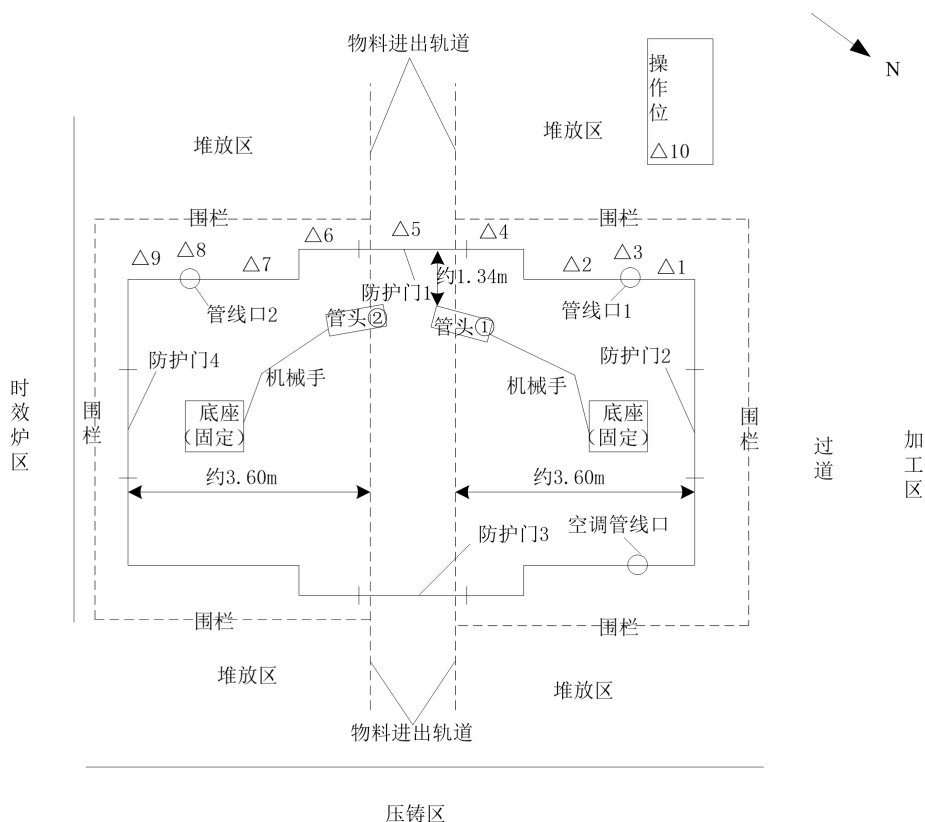 物料进出轨道
N
操作位
△10
堆放区
堆放区
围栏
围栏
△9
△8
△7
△6
△5
△4
△2
△3
△1
约1.34m
防护门1
管线口2
管线口1
管头②
管头①
防护门4
防护门2
机械手
机械手
时效炉区
围栏
底座
(固定)
底座
(固定)
围栏
过道
加工区
约3.60m
约3.60m
防护门3
空调管线口
围栏
围栏
堆放区
堆放区
物料进出轨道
压铸区